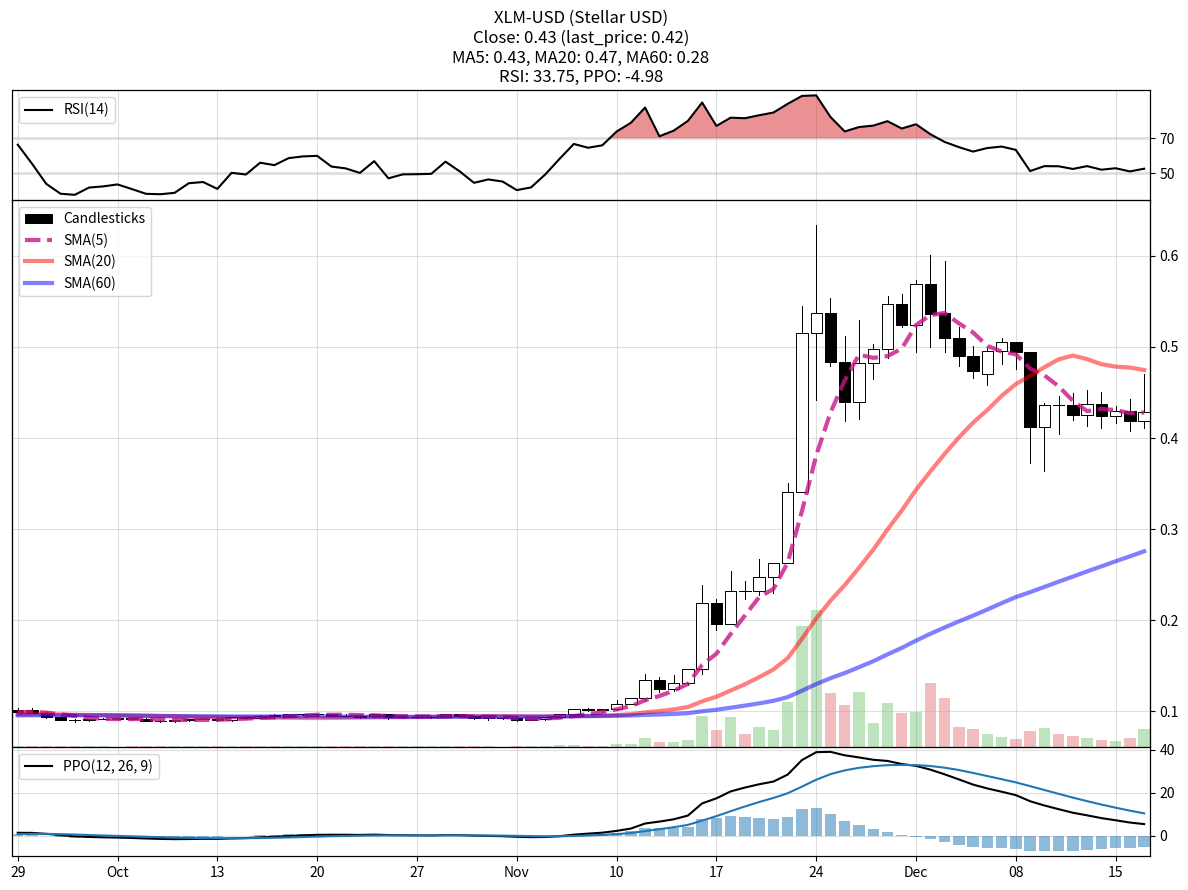 XLM-USD (Stellar USD)
Close: 0.43 (last_price: 0.42)
MA5: 0.43, MA20: 0.47, MA60: 0.28
RSI: 33.75, PPO: -4.98
RSI(14)
70
50
Candlesticks
SMA(5)
SMA(20)
SMA(60)
0.6
0.5
0.4
0.3
0.2
0.1
PPO(12, 26, 9)
40
20
0
29 Oct 13 20 27 Nov 10 17 24 Dec 08 15